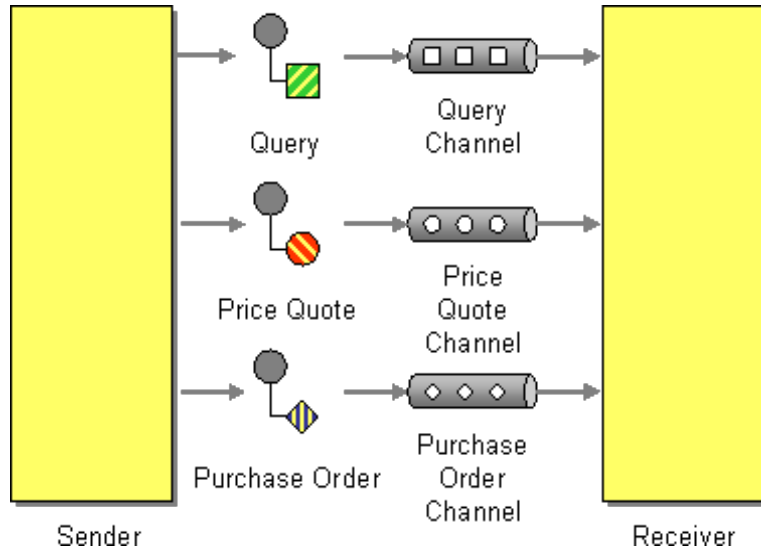 Query
Query
Channel
Price Quote
Price
Quote
Channel
Purchase Order
Purchase
Order
Channel
Sender
Receiver